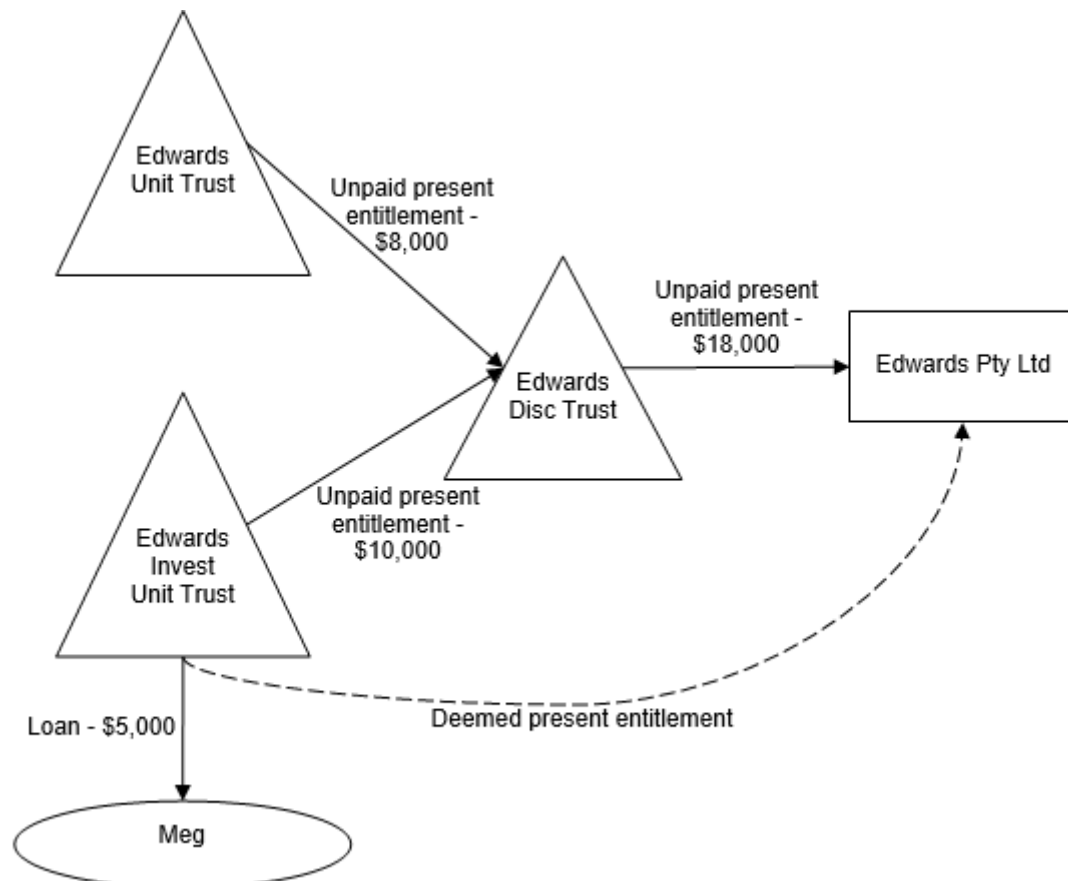 Edwards
Unit Trust
Unpaid present
entitlement -
$8,000
Unpaid present
entitlement -
$18,000
Edwards Pty Ltd
Edwards
Disc Trust
Unpaid present
entitlement -
$10,000
Edwards
Invest
Unit Trust
Loan - $5,000
Deemed present entitlement
Meg